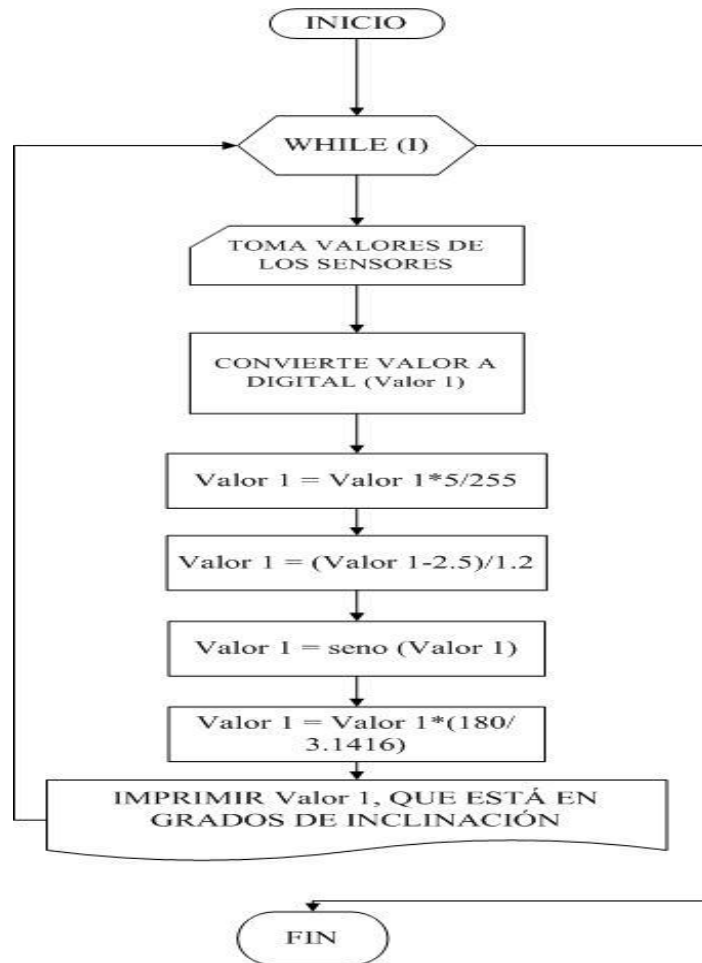 INICIO
WHILE (I)
TOMA VALORES DE
LOS SENSORES
CONVIERTE VALOR A
DIGITAL (Valor 1)
Valor 1 = Valor 1*5/255
Valor 1 = (Valor 1-2.5)/1.2
Valor 1 = seno (Valor 1)
Valor 1 = Valor 1*(180/
3.1416)
IMPRIMIR Valor 1, QUE ESTÁ EN
GRADOS DE INCLINACIÓN
FIN